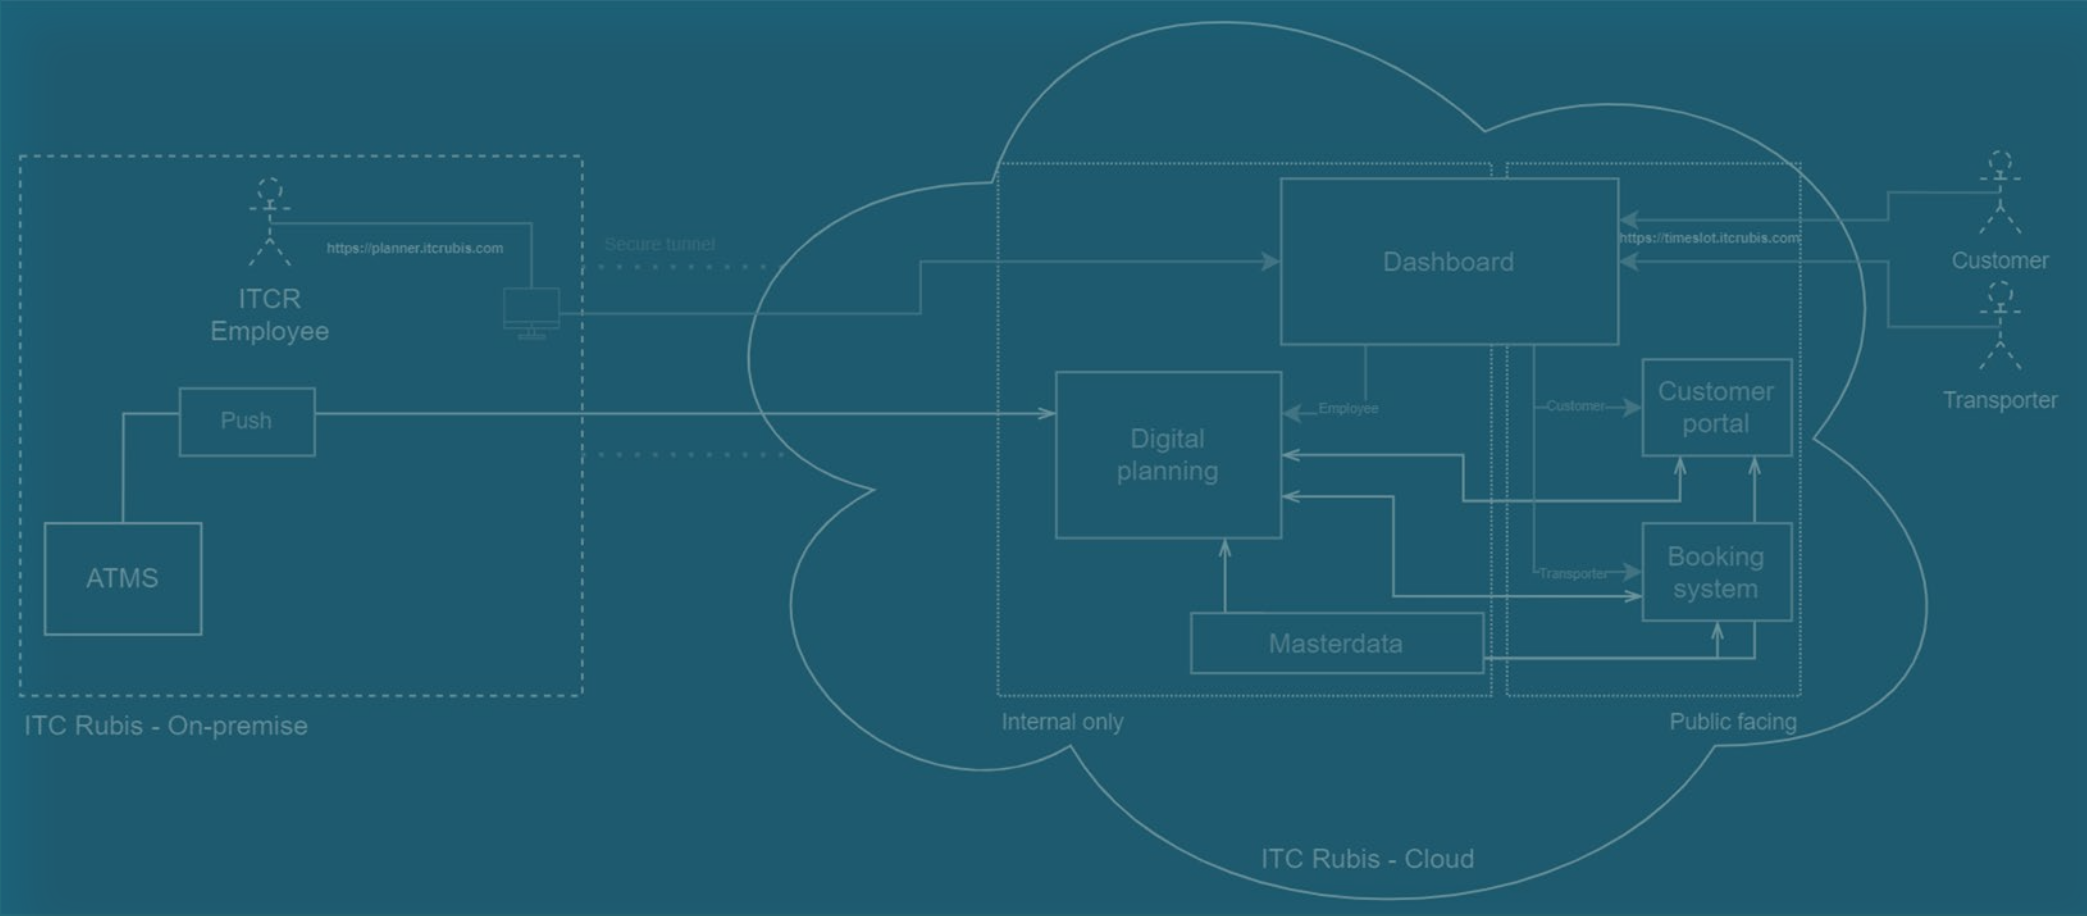 Secure tunnel
https://planner.itcrubis.com
https://timeslot.itcrubis.com
Dashboard
Customer
ITCR
Employee
Transporter
Push
Employee
Customer
Customer
portal
Digital
planning
ATMS
Transporter
Booking
system
Masterdata
ITC Rubis - On-premise
Internal only
Public facing
ITC Rubis - Cloud